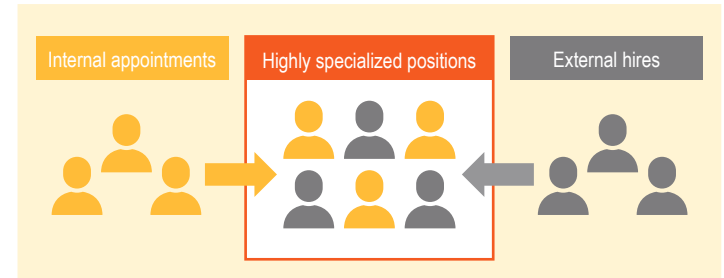 Internal appointments
Highly specialized positions
External hires